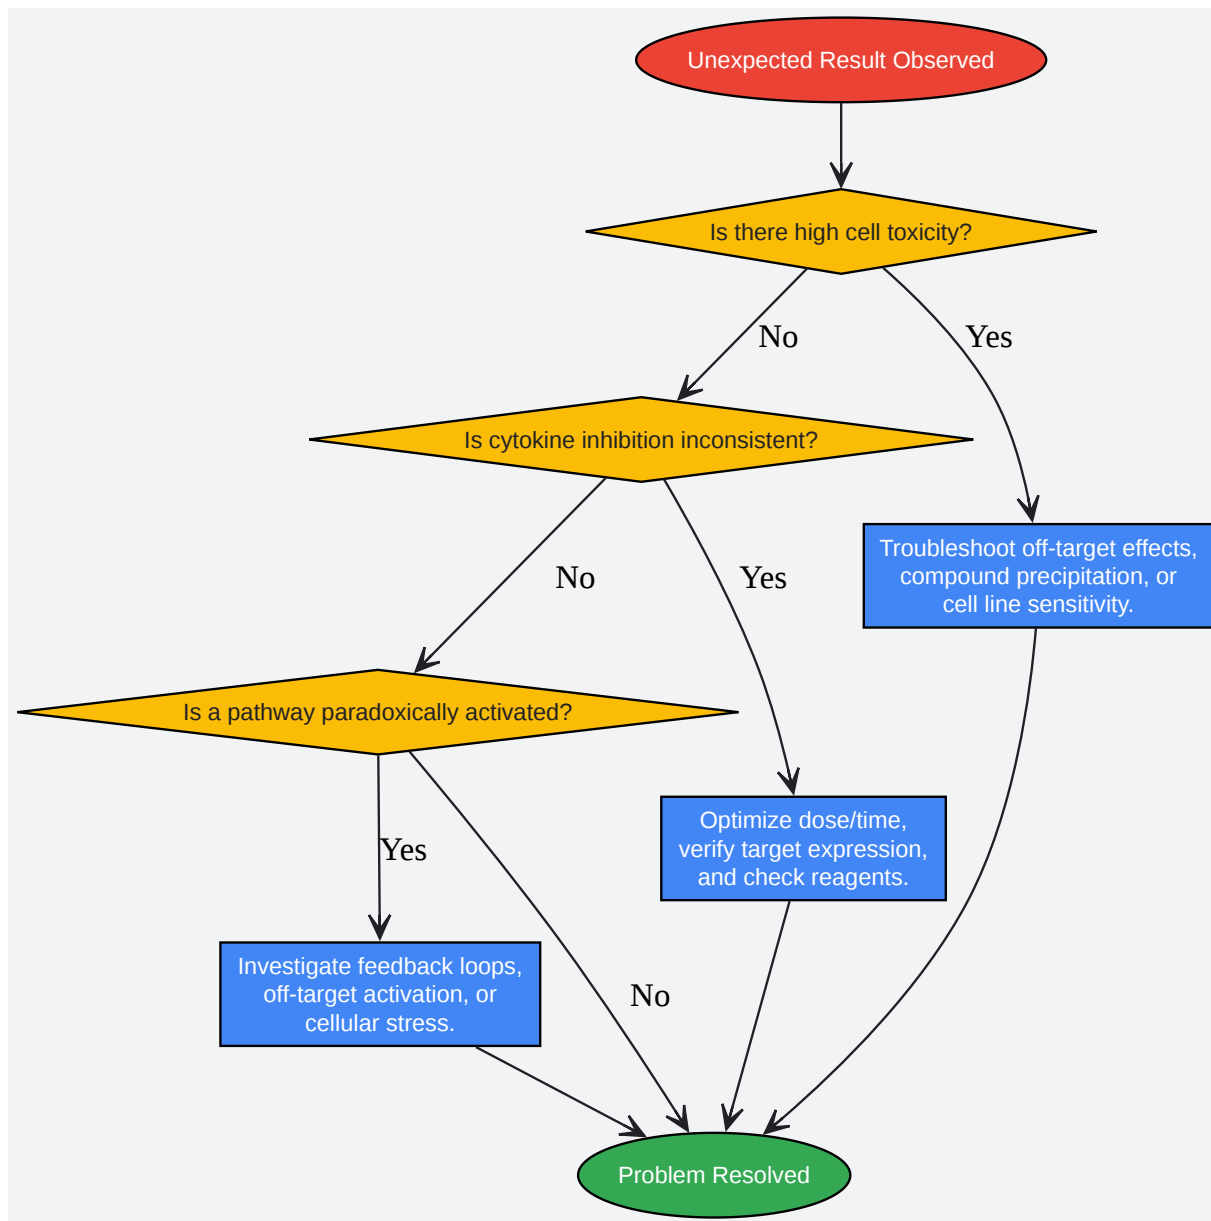 Unexpected Result Observed
Is there high cell toxicity?
No
Yes
Is cytokine inhibition inconsistent?
Troubleshoot off-target effects,
compound precipitation, or
cell line sensitivity.
No
Yes
Is a pathway paradoxically activated?
Optimize dose/time,
verify target expression,
and check reagents.
Yes
Investigate feedback loops,
off-target activation, or
cellular stress.
No
Problem Resolved